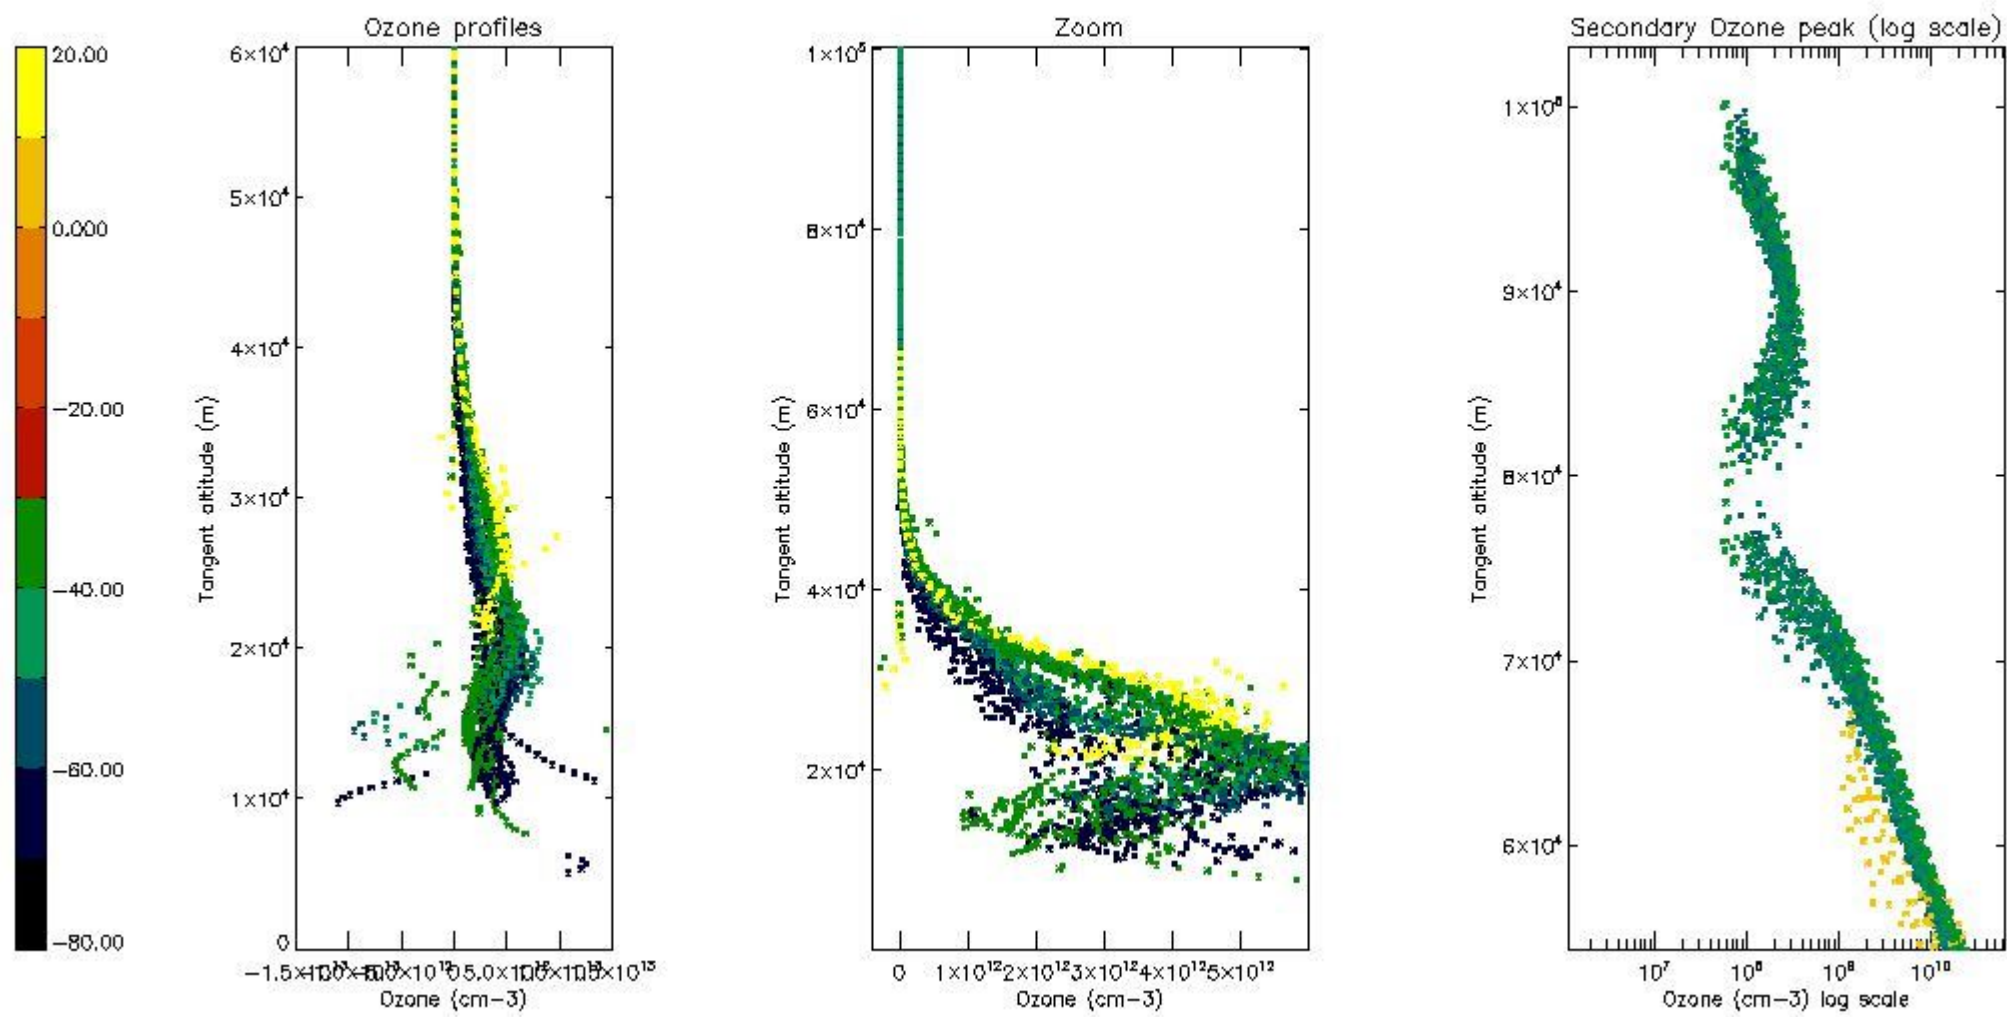 Ozone profiles
Zoom
Secondary Ozone peak (log scale)
20.00
0.000
−20.00
−40.00
−60.00
−80.00
6×10⁴
5×10⁴
4×10⁴
3×10⁴
2×10⁴
1×10⁴
0
Tangent altitude (m)
Ozone (cm−3)
1×10⁵
8×10⁴
6×10⁴
4×10⁴
2×10⁴
Tangent altitude (m)
0 1×10¹² 2×10¹² 3×10¹² 4×10¹² 5×10¹²
Ozone (cm−3)
1×10⁵
9×10⁴
8×10⁴
7×10⁴
6×10⁴
Tangent altitude (m)
10⁷ 10⁸ 10⁹ 10¹⁰
Ozone (cm−3) log scale